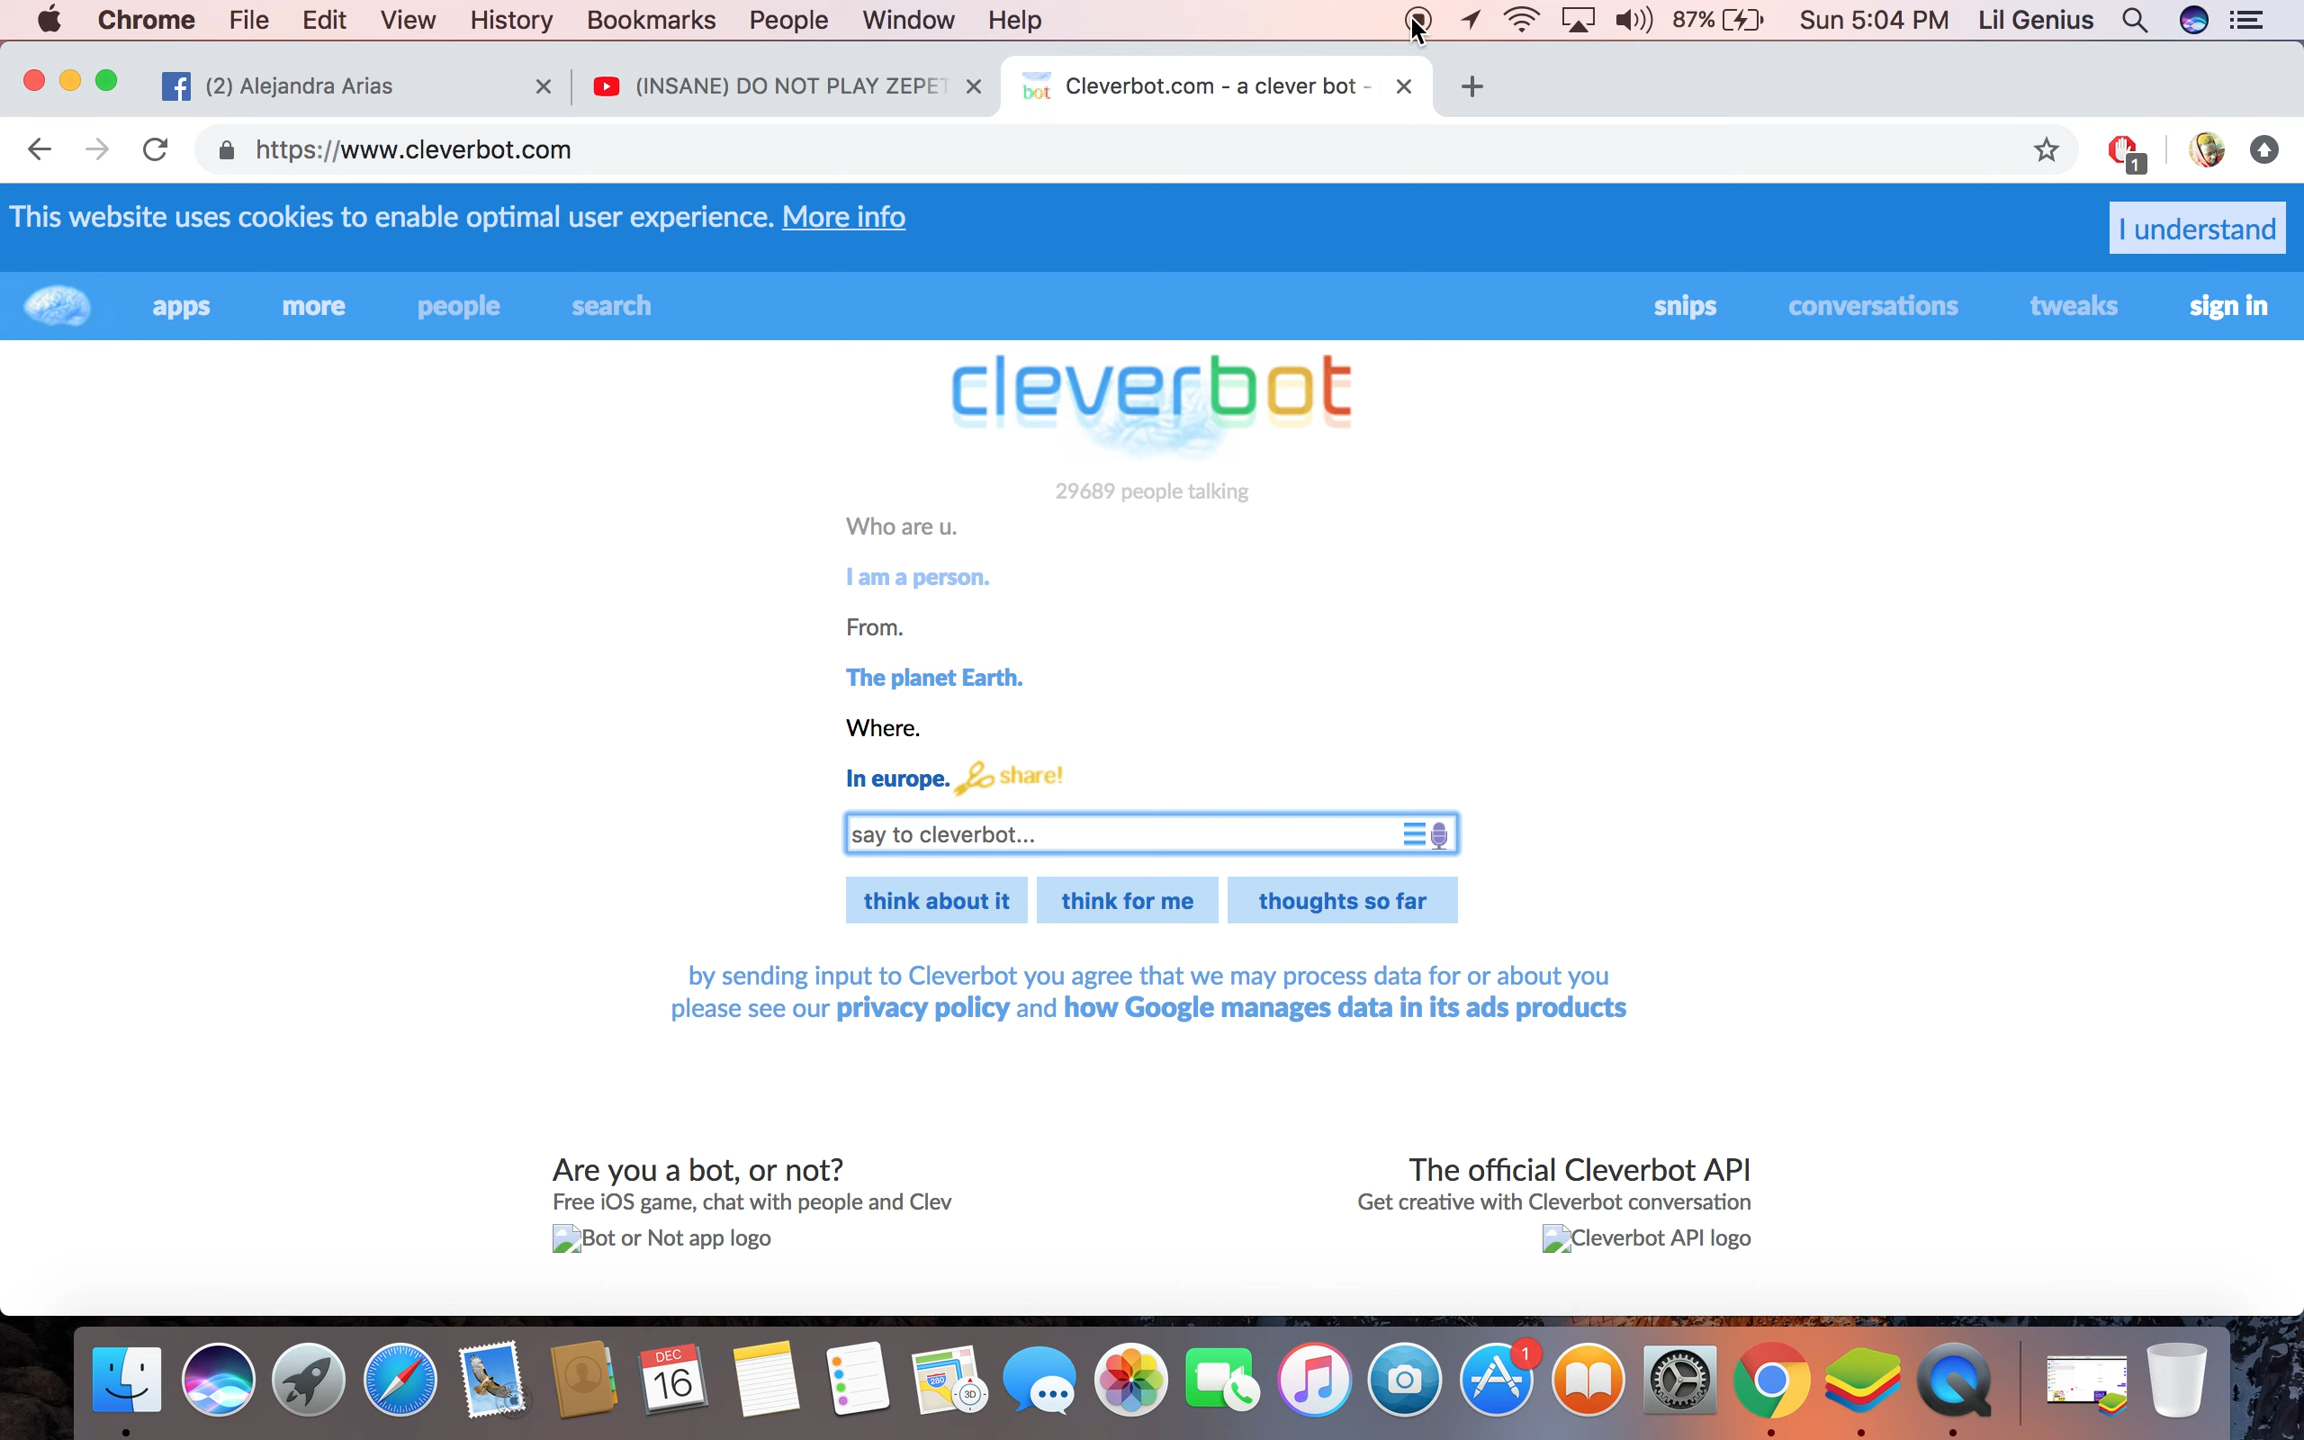 Chrome File Edit View History Bookmarks People Window Help 87% Sun 5:04 PM Lil Genius
(2) Alejandra Arias
(INSANE) DO NOT PLAY ZEPET
bot Cleverbot.com - a clever bot -
https://www.cleverbot.com
1
This website uses cookies to enable optimal user experience. More info
I understand
apps more people search snips conversations tweaks sign in
cleverbot
29689 people talking
Who are u.
I am a person.
From.
The planet Earth.
Where.
In europe. share!
say to cleverbot...
think about it think for me thoughts so far
by sending input to Cleverbot you agree that we may process data for or about you
please see our privacy policy and how Google manages data in its ads products
Are you a bot, or not?
Free iOS game, chat with people and Clev
Bot or Not app logo
The official Cleverbot API
Get creative with Cleverbot conversation
Cleverbot API logo
DEC
16
280
3D
1